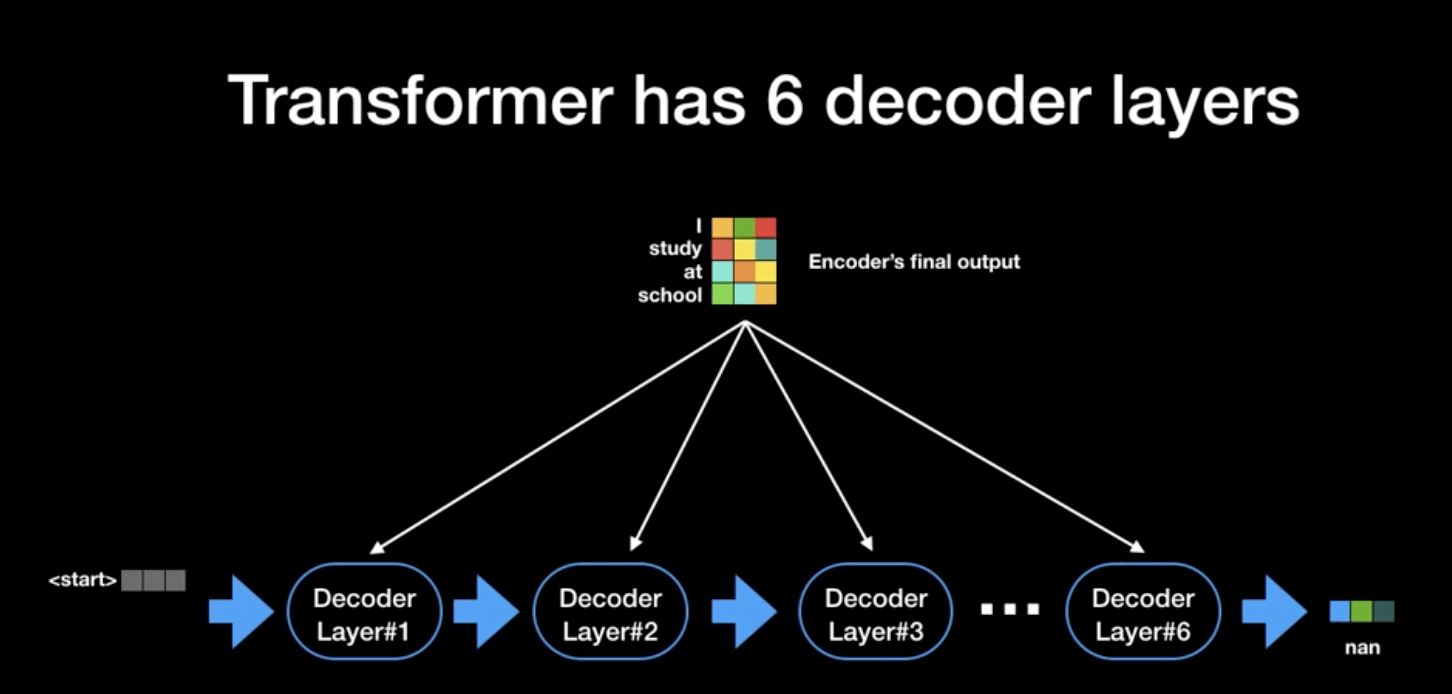 Transformer has 6 decoder layers
I
study
at
school
Encoder's final output
<start>
Decoder
Layer#1
Decoder
Layer#2
Decoder
Layer#3
Decoder
Layer#6
nan